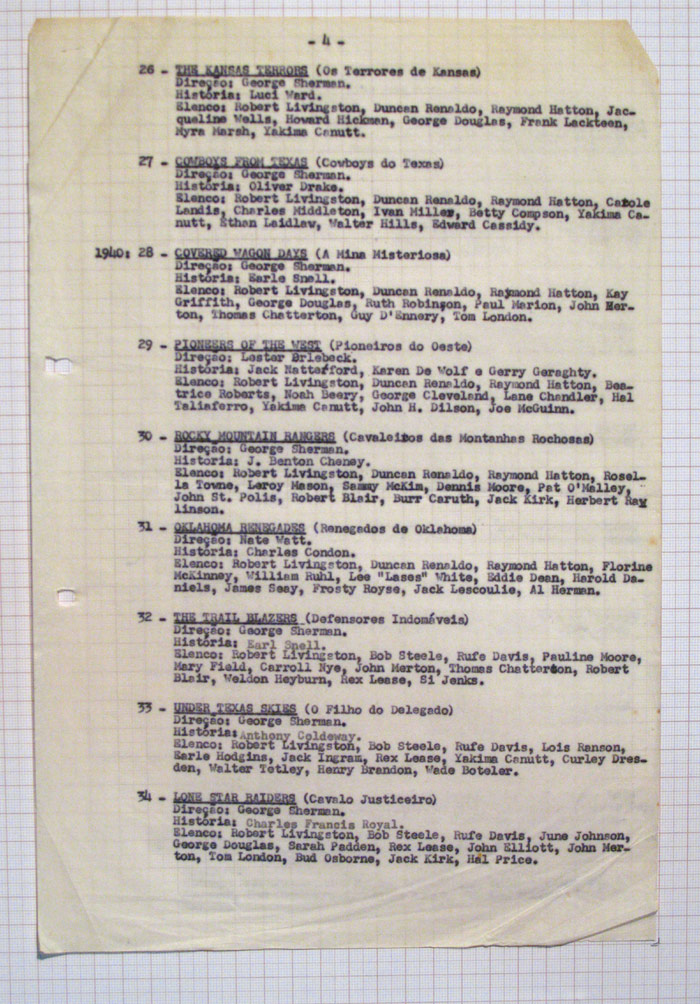 - 4 -
26 - THE KANSAS TERRORS (Os Terrores de Kansas)
Direção: George Sherman.
História: Luci Ward.
Elenco: Robert Livingston, Duncan Renaldo, Raymond Hatton, Jac-
queline Wells, Howard Hickman, George Douglas, Frank Lackteen,
Myra Marsh, Yakima Canutt.
27 - COWBOYS FROM TEXAS (Cowboys do Texas)
Direção: George Sherman.
História: Oliver Drake.
Elenco: Robert Livingston, Duncan Renaldo, Raymond Hatton, Carole
Landis, Charles Middleton, Ivan Miller, Betty Compson, Yakima Ca-
nutt, Ethan Laidlaw, Walter Hills, Edward Cassidy.
1940: 28 - COVERED WAGON DAYS (A Mina Misteriosa)
Direção: George Sherman.
História: Earle Snell.
Elenco: Robert Livingston, Duncan Renaldo, Raymond Hatton, Kay
Griffith, George Douglas, Ruth Robinson, Paul Marion, John Mer-
ton, Thomas Chatterton, Guy D'Ennery, Tom London.
29 - PIONEERS OF THE WEST (Pioneiros do Oeste)
Direção: Lester Orlebeck.
História: Jack Natterford, Karen De Wolf e Gerry Geraghty.
Elenco: Robert Livingston, Duncan Renaldo, Raymond Hatton, Bea-
trice Roberts, Noah Beery, George Cleveland, Lane Chandler, Hal
Taliaferro, Yakima Canutt, John H. Dilson, Joe McGuinn.
30 - ROCKY MOUNTAIN RANGERS (Cavaleiros das Montanhas Rochosas)
Direção: George Sherman.
Historia: J. Benton Cheney.
Elenco: Robert Livingston, Duncan Renaldo, Raymond Hatton, Rosel-
la Towne, Leroy Mason, Sammy McKim, Dennis Moore, Pat O'Malley,
John St. Polis, Robert Blair, Burr Caruth, Jack Kirk, Herbert Raw
linson.
31 - OKLAHOMA RENEGADES (Renegados de Oklahoma)
Direção: Nate Watt.
História: Charles Condon.
Elenco: Robert Livingston, Duncan Renaldo, Raymond Hatton, Florine
McKinney, William Ruhl, Lee "Lases" White, Eddie Dean, Harold Da-
niels, James Seay, Frosty Royse, Jack Lescoulie, Al Herman.
32 - THE TRAIL BLAZERS (Defensores Indomáveis)
Direção: George Sherman.
História: Earl Snell.
Elenco: Robert Livingston, Bob Steele, Rufe Davis, Pauline Moore,
Mary Field, Carroll Nye, John Merton, Thomas Chatterton, Robert
Blair, Weldon Heyburn, Rex Lease, Si Jenks.
33 - UNDER TEXAS SKIES (O Filho do Delegado)
Direção: George Sherman.
História: Anthony Coldeway.
Elenco: Robert Livingston, Bob Steele, Rufe Davis, Lois Ranson,
Earle Hodgins, Jack Ingram, Rex Lease, Yakima Canutt, Curley Dres-
den, Walter Tetley, Henry Brandon, Wade Boteler.
34 - LONE STAR RAIDERS (Cavalo Justiceiro)
Direção: George Sherman.
História: Charles Francis Royal.
Elenco: Robert Livingston, Bob Steele, Rufe Davis, June Johnson,
George Douglas, Sarah Padden, Rex Lease, John Elliott, John Mer-
ton, Tom London, Bud Osborne, Jack Kirk, Hal Price.